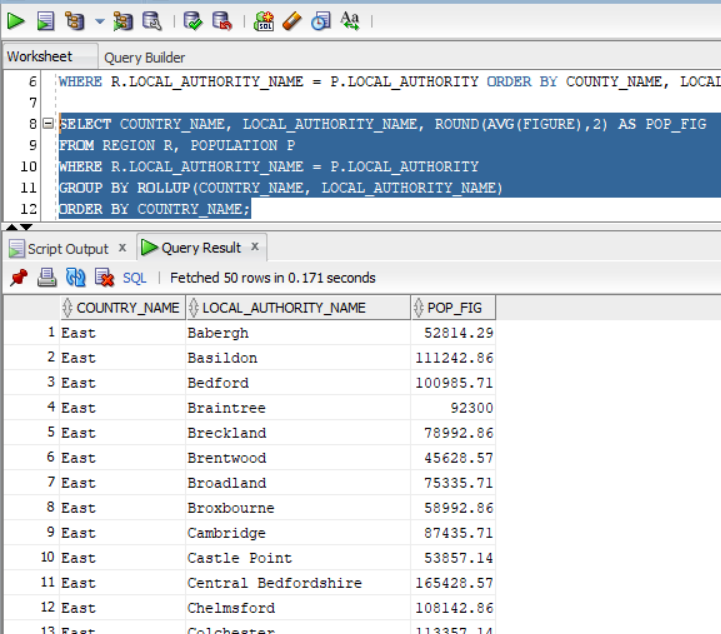 SQL
Aa
Worksheet Query Builder
6 WHERE R.LOCAL_AUTHORITY_NAME = P.LOCAL_AUTHORITY ORDER BY COUNTY_NAME, LOCAL
7
8 SELECT COUNTRY_NAME, LOCAL_AUTHORITY_NAME, ROUND(AVG(FIGURE),2) AS POP_FIG
9 FROM REGION R, POPULATION P
10 WHERE R.LOCAL_AUTHORITY_NAME = P.LOCAL_AUTHORITY
11 GROUP BY ROLLUP(COUNTRY_NAME, LOCAL_AUTHORITY_NAME)
12 ORDER BY COUNTRY_NAME;
Script Output x Query Result x
SQL | Fetched 50 rows in 0.171 seconds
COUNTRY_NAME LOCAL_AUTHORITY_NAME POP_FIG
1 East Babergh 52814.29
2 East Basildon 111242.86
3 East Bedford 100985.71
4 East Braintree 92300
5 East Breckland 78992.86
6 East Brentwood 45628.57
7 East Broadland 75335.71
8 East Broxbourne 58992.86
9 East Cambridge 87435.71
10 East Castle Point 53857.14
11 East Central Bedfordshire 165428.57
12 East Chelmsford 108142.86
13 East Colchester 113357.14